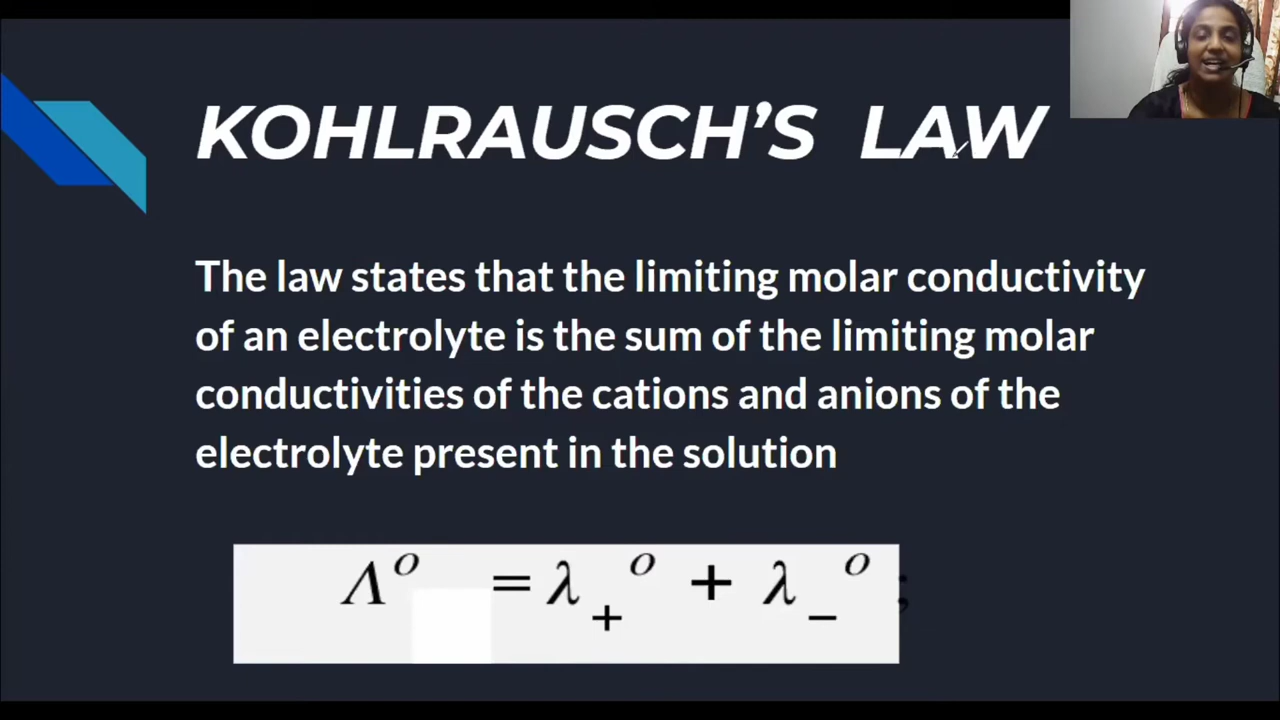 KOHLRAUSCH'S LAW
The law states that the limiting molar conductivity
of an electrolyte is the sum of the limiting molar
conductivities of the cations and anions of the
electrolyte present in the solution
Λ° = λ₊° + λ₋° ;